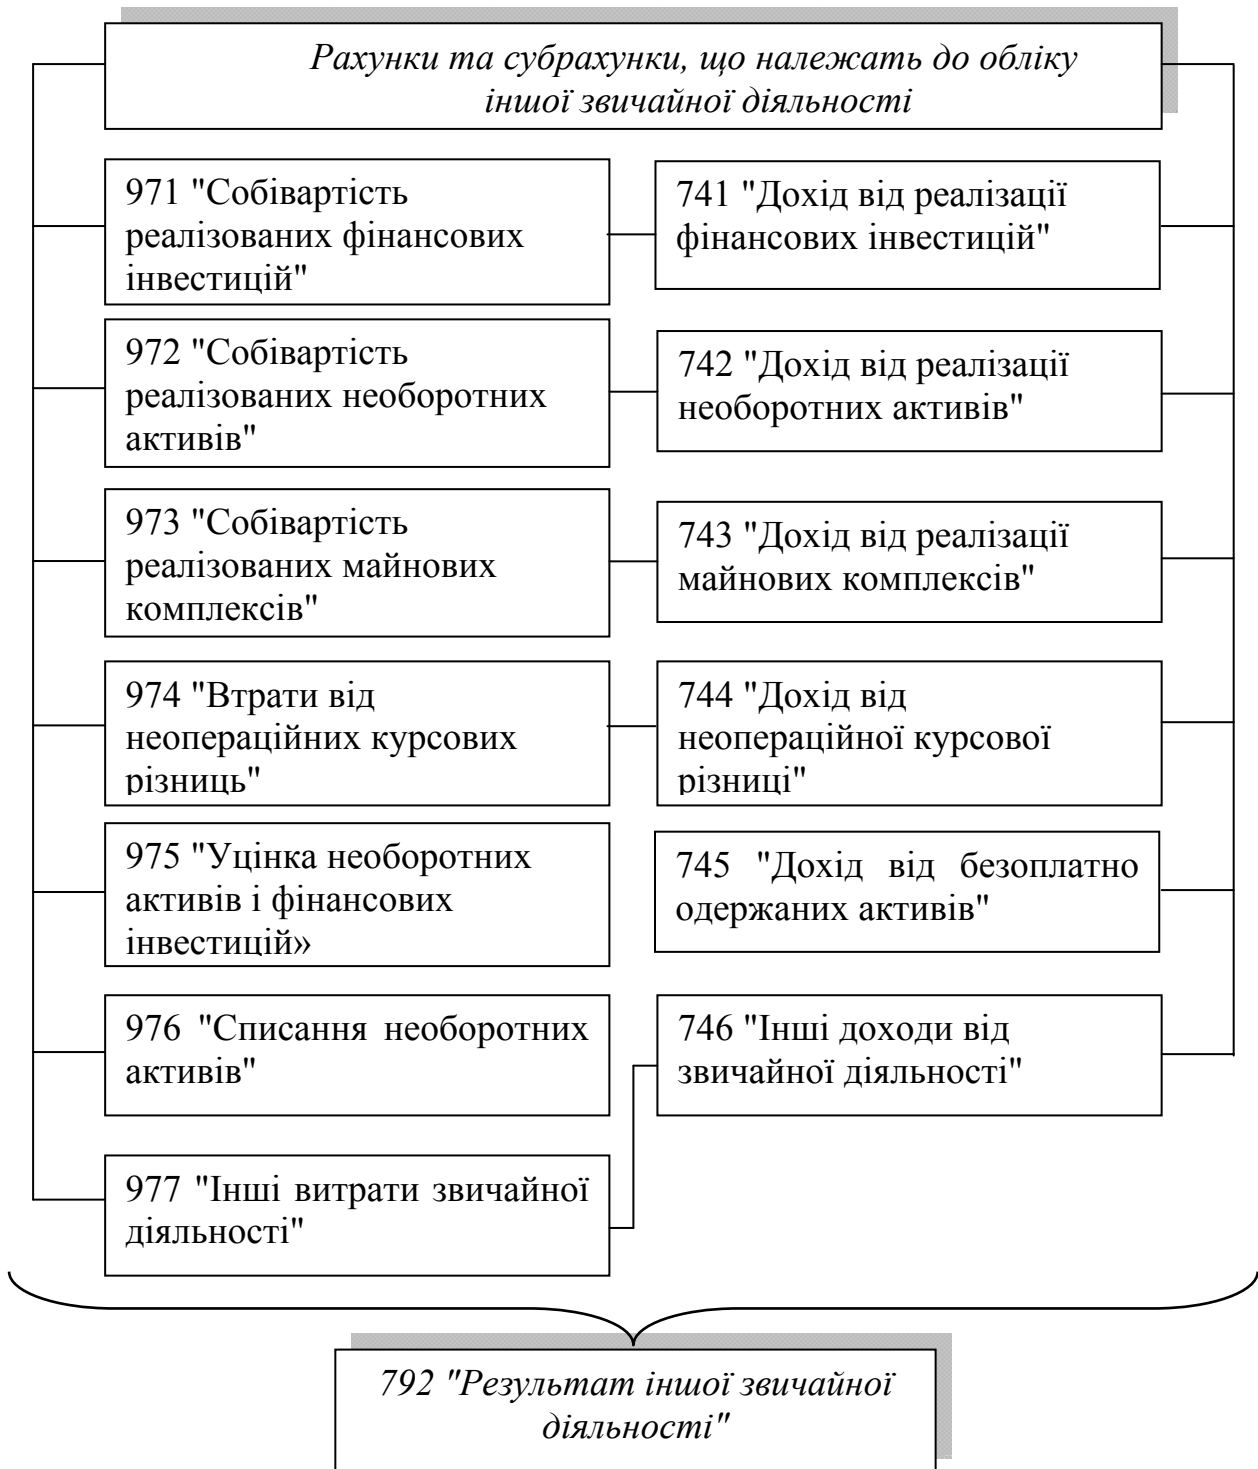 Рахунки та субрахунки, що належать до обліку
іншої звичайної діяльності
971 "Собівартість
реалізованих фінансових
інвестицій"
741 "Дохід від реалізації
фінансових інвестицій"
972 "Собівартість
реалізованих необоротних
активів"
742 "Дохід від реалізації
необоротних активів"
973 "Собівартість
реалізованих майнових
комплексів"
743 "Дохід від реалізації
майнових комплексів"
974 "Втрати від
неопераційних курсових
різниць"
744 "Дохід від
неопераційної курсової
різниці"
975 "Уцінка необоротних
активів і фінансових
інвестицій»
745 "Дохід від безоплатно
одержаних активів"
976 "Списання необоротних
активів"
746 "Інші доходи від
звичайної діяльності"
977 "Інші витрати звичайної
діяльності"
792 "Результат іншої звичайної
діяльності"